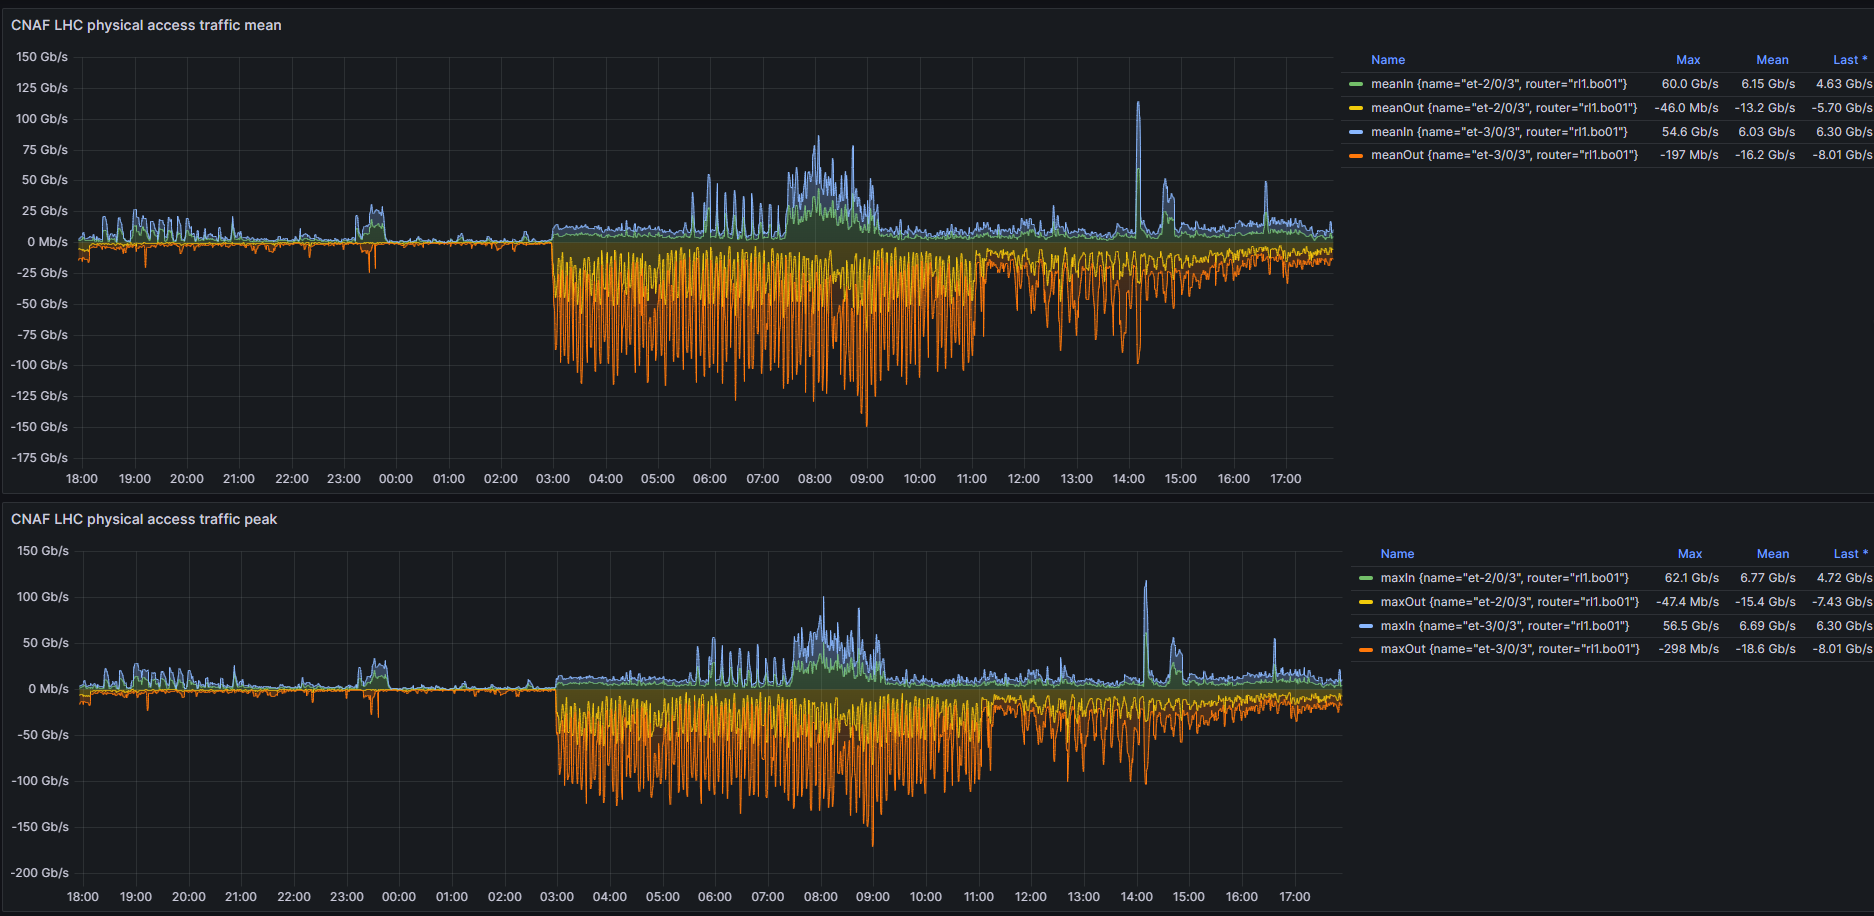 CNAF LHC physical access traffic mean
150 Gb/s
125 Gb/s
100 Gb/s
75 Gb/s
50 Gb/s
25 Gb/s
0 Mb/s
-25 Gb/s
-50 Gb/s
-75 Gb/s
-100 Gb/s
-125 Gb/s
-150 Gb/s
-175 Gb/s
18:00 19:00 20:00 21:00 22:00 23:00 00:00 01:00 02:00 03:00 04:00 05:00 06:00 07:00 08:00 09:00 10:00 11:00 12:00 13:00 14:00 15:00 16:00 17:00
Name Max Mean Last *
meanIn {name="et-2/0/3", router="rl1.bo01"} 60.0 Gb/s 6.15 Gb/s 4.63 Gb/s
meanOut {name="et-2/0/3", router="rl1.bo01"} -46.0 Mb/s -13.2 Gb/s -5.70 Gb/s
meanIn {name="et-3/0/3", router="rl1.bo01"} 54.6 Gb/s 6.03 Gb/s 6.30 Gb/s
meanOut {name="et-3/0/3", router="rl1.bo01"} -197 Mb/s -16.2 Gb/s -8.01 Gb/s
CNAF LHC physical access traffic peak
150 Gb/s
100 Gb/s
50 Gb/s
0 Mb/s
-50 Gb/s
-100 Gb/s
-150 Gb/s
-200 Gb/s
18:00 19:00 20:00 21:00 22:00 23:00 00:00 01:00 02:00 03:00 04:00 05:00 06:00 07:00 08:00 09:00 10:00 11:00 12:00 13:00 14:00 15:00 16:00 17:00
Name Max Mean Last *
maxIn {name="et-2/0/3", router="rl1.bo01"} 62.1 Gb/s 6.77 Gb/s 4.72 Gb/s
maxOut {name="et-2/0/3", router="rl1.bo01"} -47.4 Mb/s -15.4 Gb/s -7.43 Gb/s
maxIn {name="et-3/0/3", router="rl1.bo01"} 56.5 Gb/s 6.69 Gb/s 6.30 Gb/s
maxOut {name="et-3/0/3", router="rl1.bo01"} -298 Mb/s -18.6 Gb/s -8.01 Gb/s